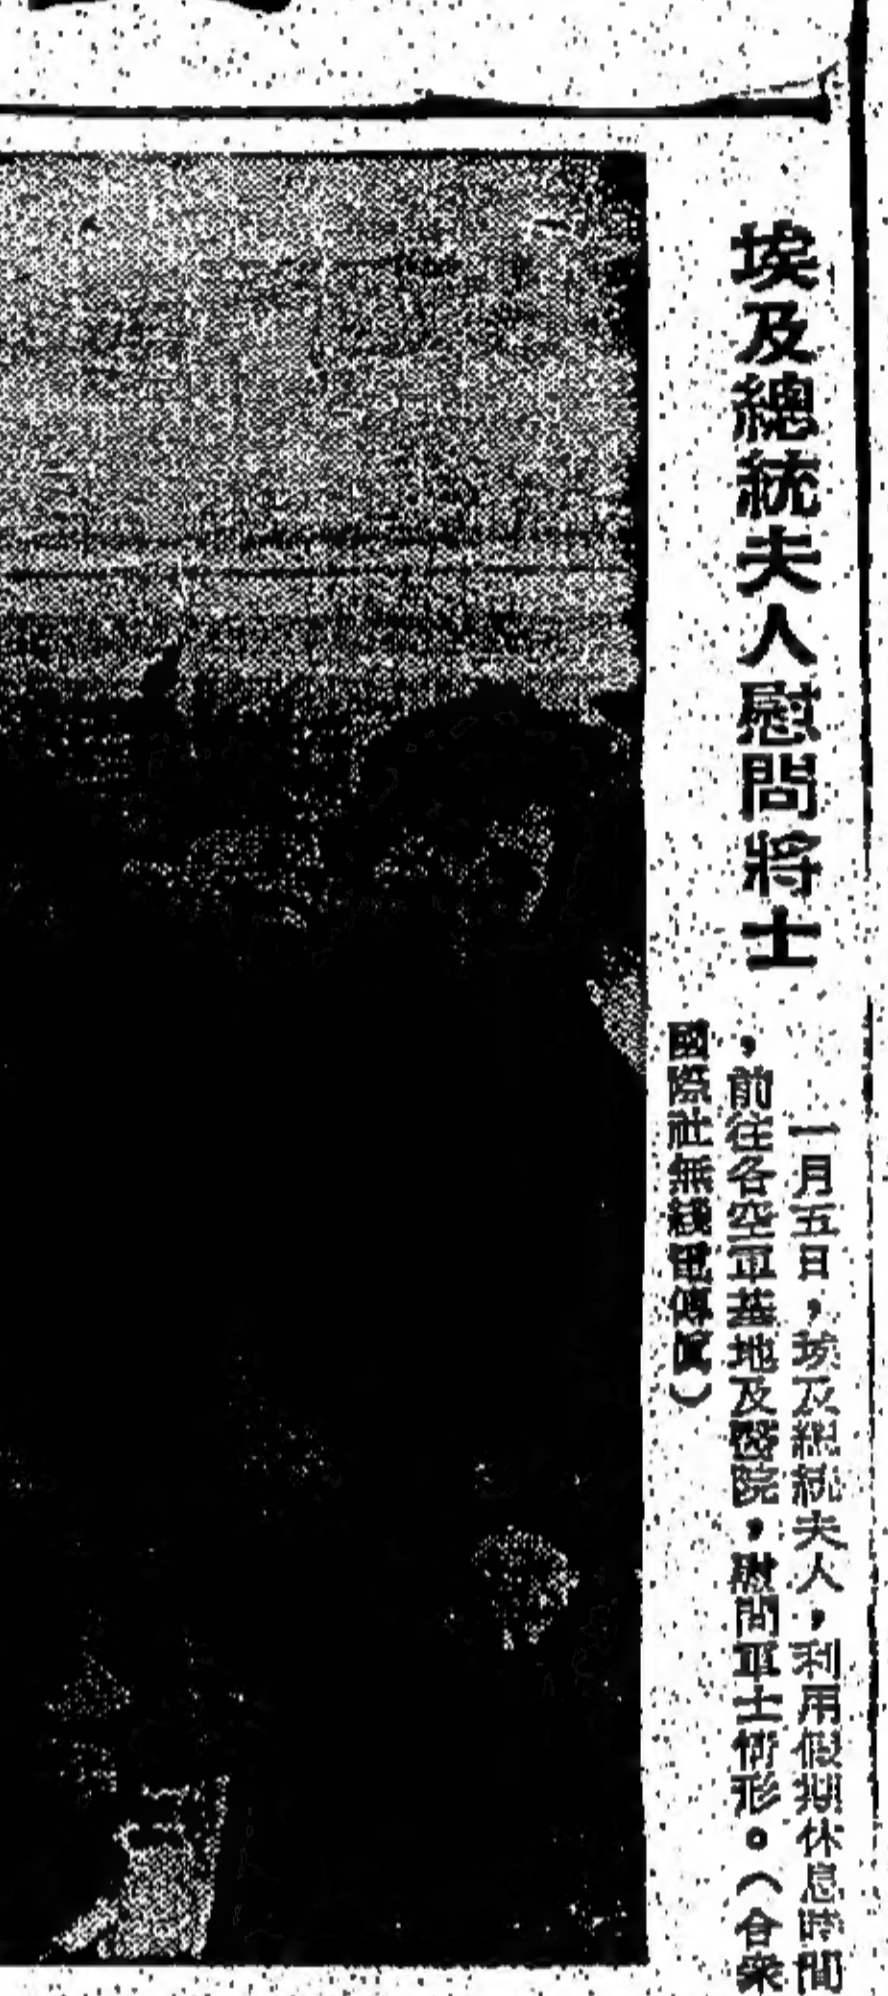 埃及總統夫人慰問將士
一月五日，埃及總統夫人，利用假期休息時間
，前往各空軍基地及醫院，慰問軍士情形。（合衆
國際社無綫電傳眞）